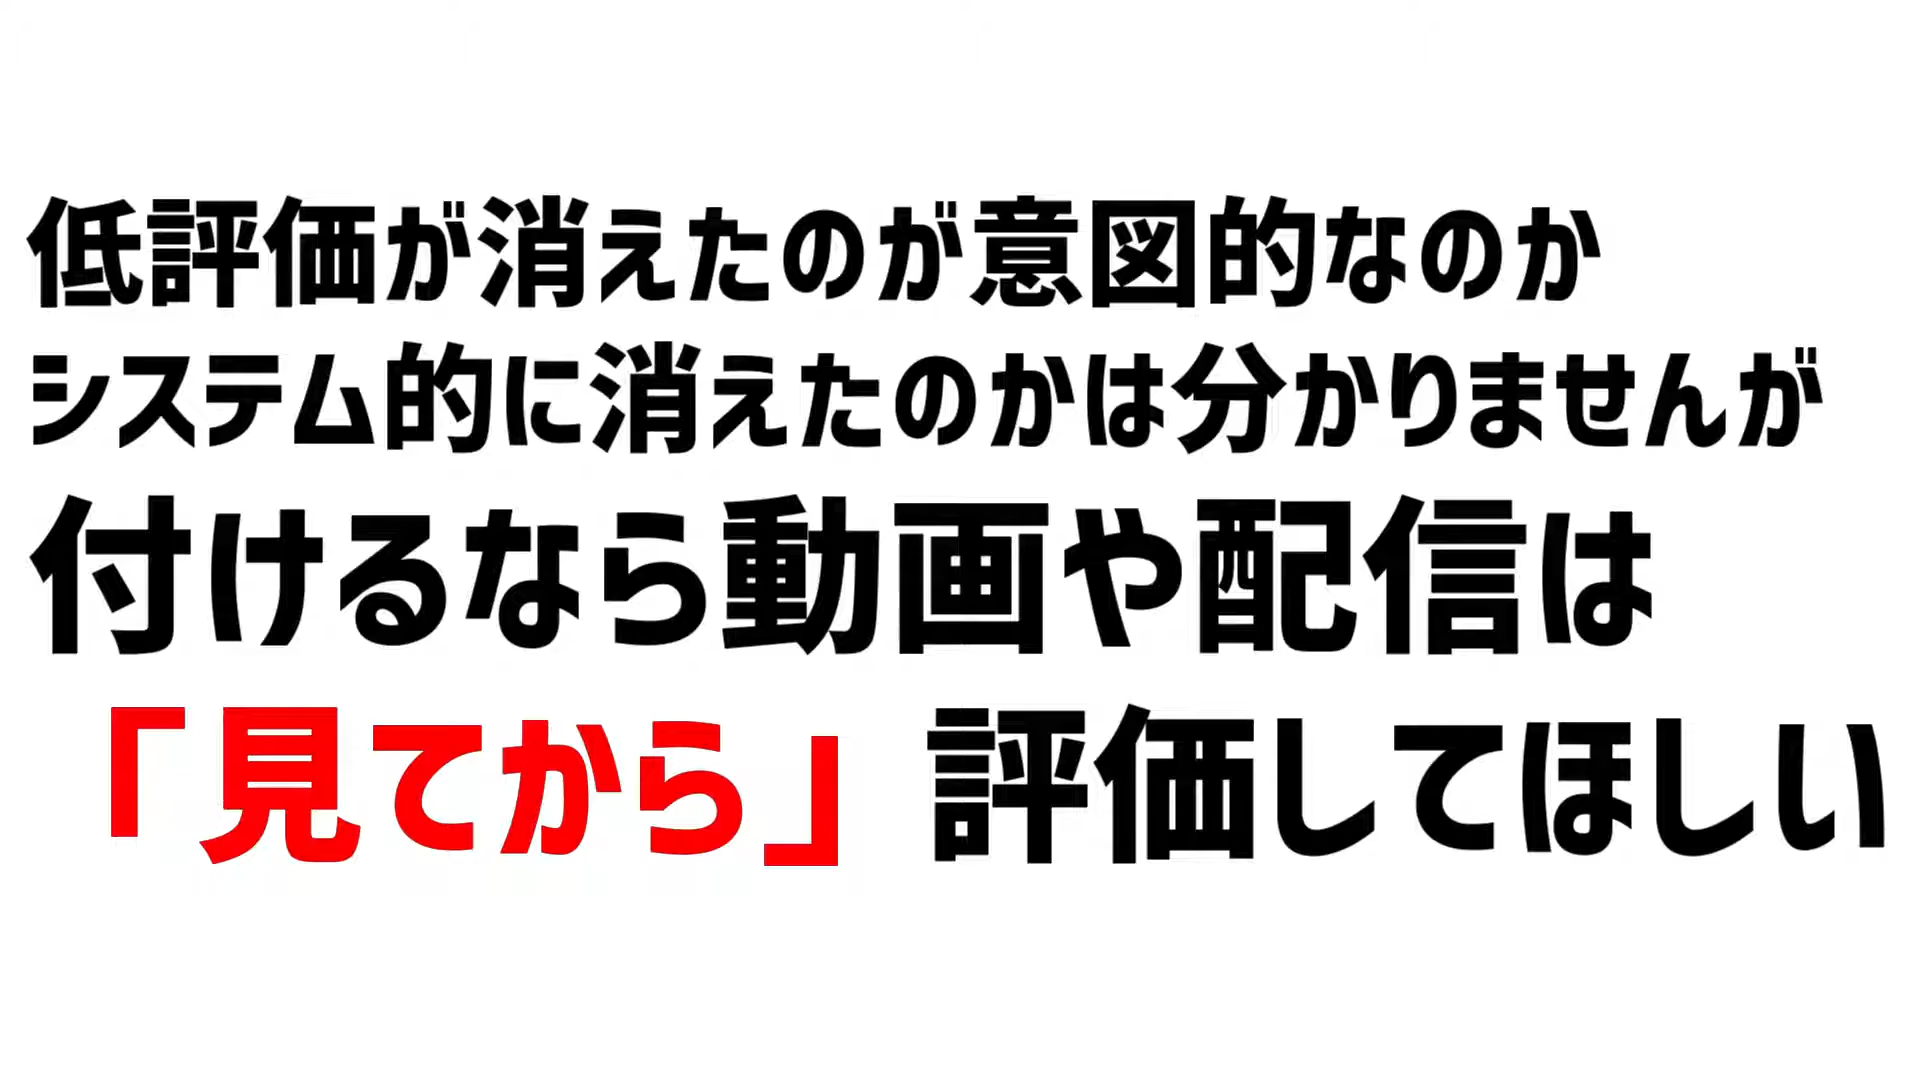 低評価が消えたのが意図的なのか
システム的に消えたのかは分かりませんが
付けるなら動画や配信は
「見てから」評価してほしい